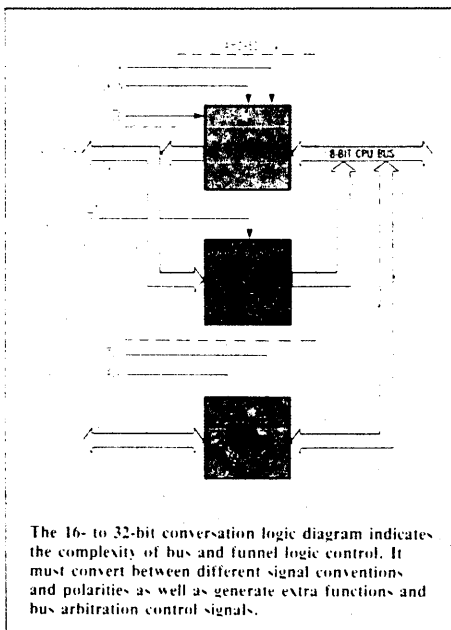 8-BIT CPU BUS
The 16- to 32-bit conversation logic diagram indicates
the complexity of bus and funnel logic control. It
must convert between different signal conventions
and polarities as well as generate extra functions and
bus arbitration control signals.